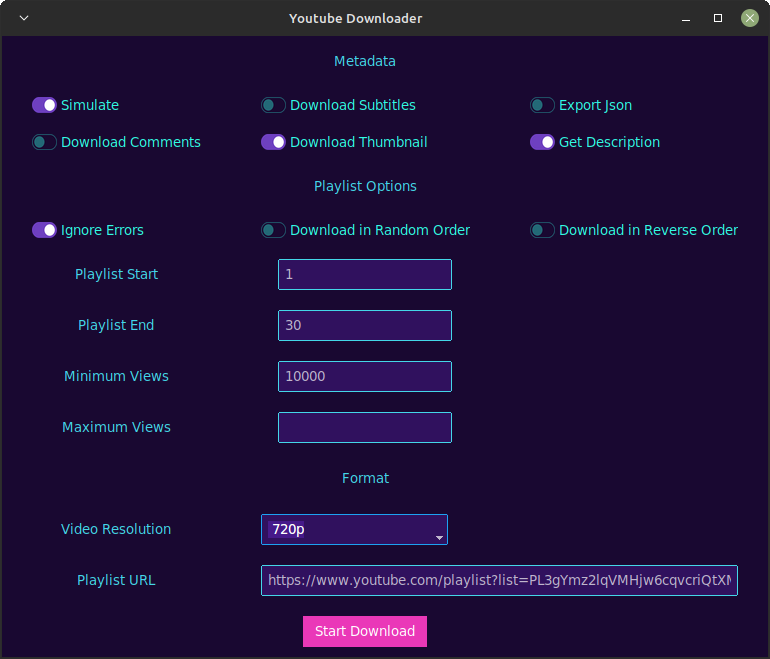 Youtube Downloader
Metadata
Simulate Download Subtitles Export Json
Download Comments Download Thumbnail Get Description
Playlist Options
Ignore Errors Download in Random Order Download in Reverse Order
Playlist Start 1
Playlist End 30
Minimum Views 10000
Maximum Views
Format
Video Resolution 720p
Playlist URL https://www.youtube.com/playlist?list=PL3gYmz2lqVMHjw6cqvcriQtXM
Start Download